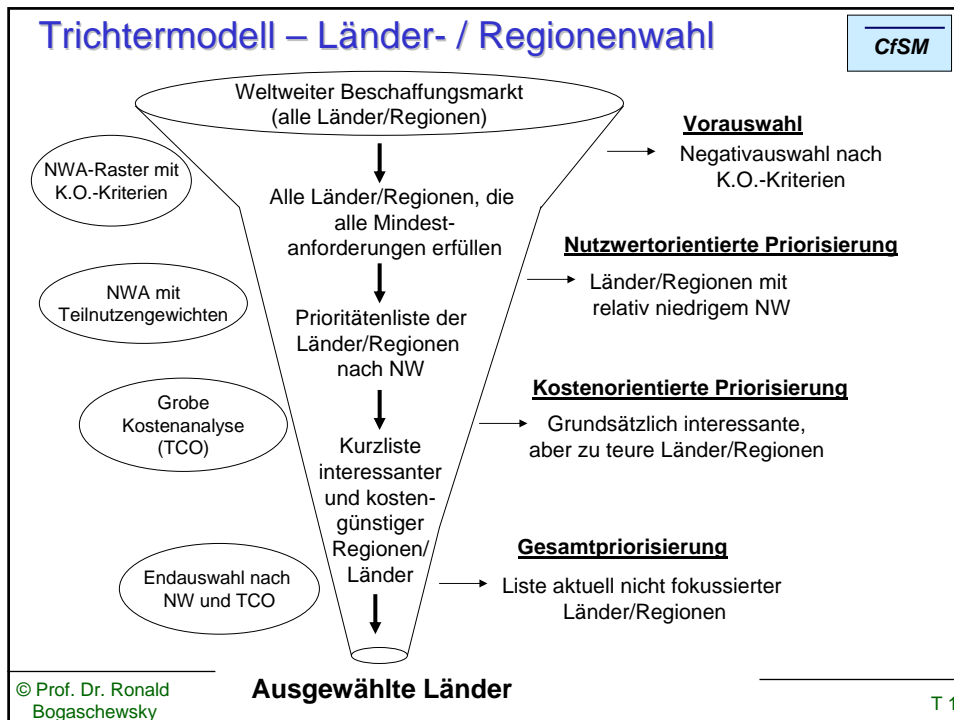 Trichtermodell – Länder- / Regionenwahl
CfSM
Weltweiter Beschaffungsmarkt
(alle Länder/Regionen)
Vorauswahl
Negativauswahl nach
K.O.-Kriterien
NWA-Raster mit
K.O.-Kriterien
Alle Länder/Regionen, die
alle Mindest-
anforderungen erfüllen
Nutzwertorientierte Priorisierung
Länder/Regionen mit
relativ niedrigem NW
NWA mit
Teilnutzengewichten
Prioritätenliste der
Länder/Regionen
nach NW
Kostenorientierte Priorisierung
Grundsätzlich interessante,
aber zu teure Länder/Regionen
Grobe
Kostenanalyse
(TCO)
Kurzliste
interessanter
und kosten-
günstiger
Regionen/
Länder
Gesamtpriorisierung
Liste aktuell nicht fokussierter
Länder/Regionen
Endauswahl nach
NW und TCO
Ausgewählte Länder
© Prof. Dr. Ronald
Bogaschewsky
T 1